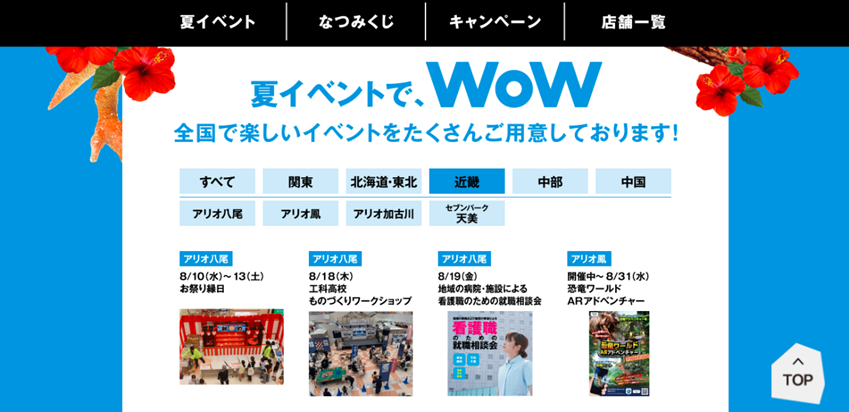 夏イベント
なつみくじ
キャンペーン
店舗一覧
夏イベントで、WoW
全国で楽しいイベントをたくさんご用意しております!
すべて
関東
北海道・東北
近畿
中部
中国
アリオ八尾
アリオ鳳
アリオ加古川
セブンパーク
天美
アリオ八尾
8/10(水)~13(土)
お祭り縁日
アリオ八尾
8/18(木)
工科高校
ものづくりワークショップ
アリオ八尾
8/19(金)
地域の病院・施設による
看護職のための就職相談会
看護職
のための
就職相談会
アリオ鳳
開催中~8/31(水)
恐竜ワールド
ARアドベンチャー
恐竜ワールド
ARアドベンチャー
TOP